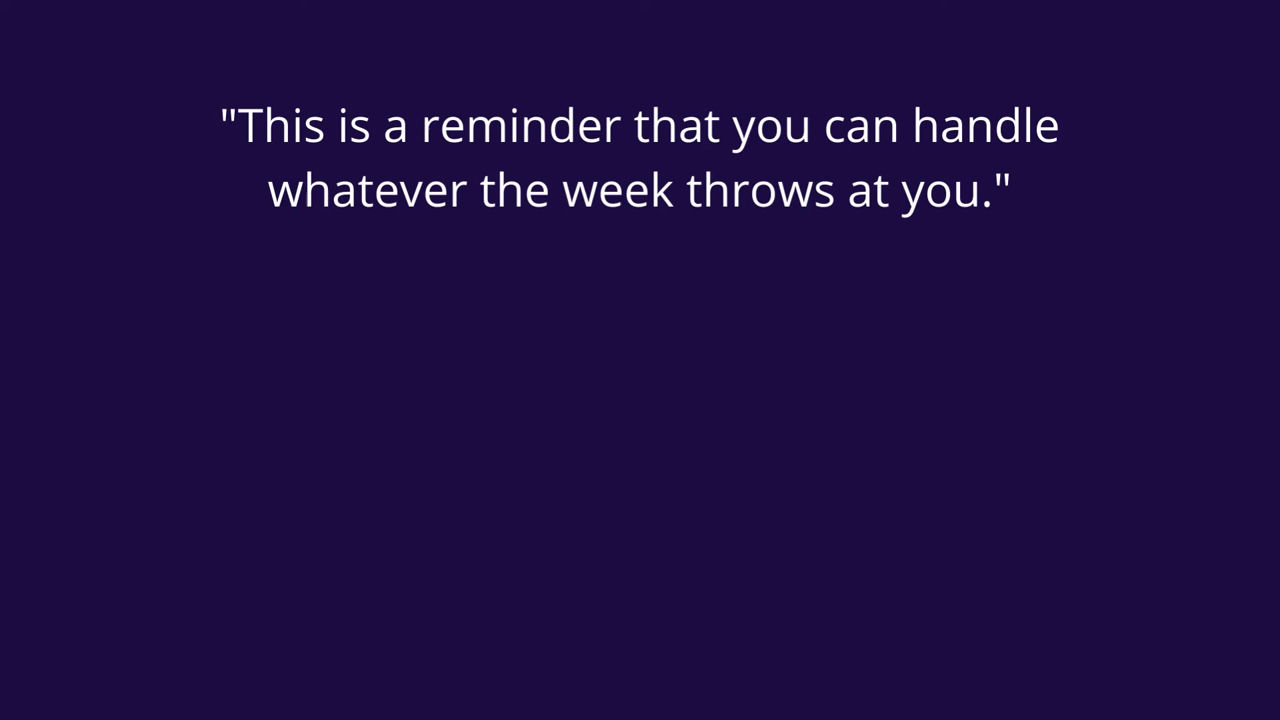 "This is a reminder that you can handle
whatever the week throws at you."